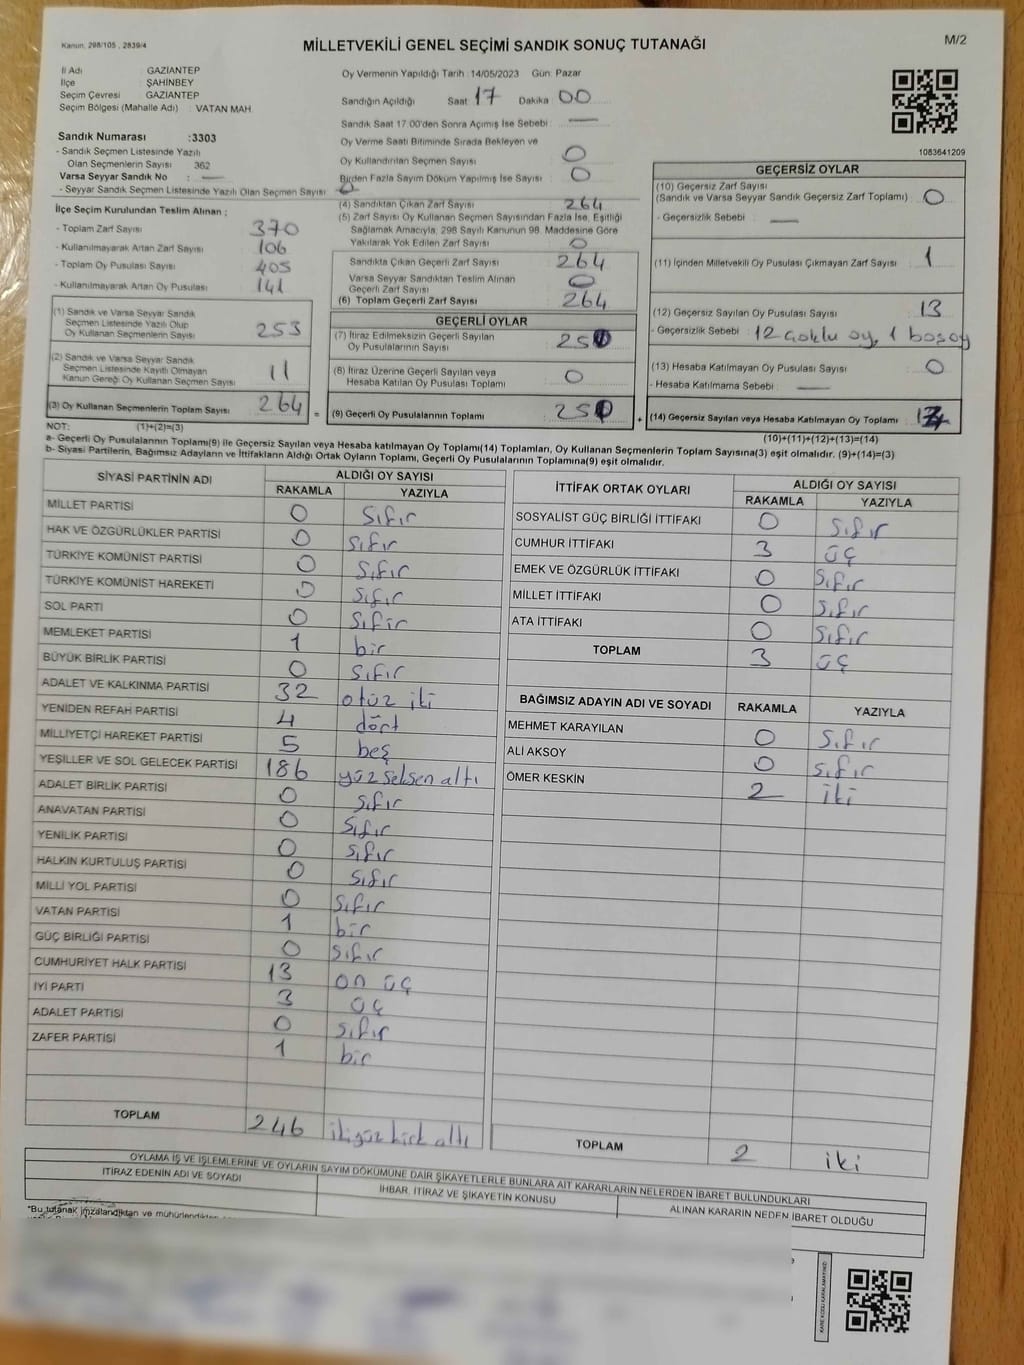 Kanun, 298/105 , 2839/4
MİLLETVEKİLİ GENEL SEÇİMİ SANDIK SONUÇ TUTANAĞI
M/2
İl Adı : GAZİANTEP
İlçe : ŞAHİNBEY
Seçim Çevresi : GAZİANTEP
Seçim Bölgesi (Mahalle Adı) : VATAN MAH.
Sandık Numarası :3303
- Sandık Seçmen Listesinde Yazılı
Olan Seçmenlerin Sayısı : 362
Varsa Seyyar Sandık No : —
- Seyyar Sandık Seçmen Listesinde Yazılı Olan Seçmen Sayısı : 0
Oy Vermenin Yapıldığı Tarih :14/05/2023 Gün: Pazar
Sandığın Açıldığı Saat 17 Dakika 00
Sandık Saat 17.00'den Sonra Açılmış İse Sebebi : —
Oy Verme Saati Bitiminde Sırada Bekleyen ve
Oy Kullandırılan Seçmen Sayısı : 0
Birden Fazla Sayım Döküm Yapılmış İse Sayısı : 0
1083641209
İlçe Seçim Kurulundan Teslim Alınan :
- Toplam Zarf Sayısı : 370
- Kullanılmayarak Artan Zarf Sayısı : 106
- Toplam Oy Pusulası Sayısı : 405
- Kullanılmayarak Artan Oy Pusulası : 141
(1) Sandık ve Varsa Seyyar Sandık
Seçmen Listesinde Yazılı Olup
Oy Kullanan Seçmenlerin Sayısı : 253
(2) Sandık ve Varsa Seyyar Sandık
Seçmen Listesinde Kayıtlı Olmayan
Kanun Gereği Oy Kullanan Seçmen Sayısı : 11
(3) Oy Kullanan Seçmenlerin Toplam Sayısı : 264
(1)+(2)=(3)
(4) Sandıktan Çıkan Zarf Sayısı : 264
(5) Zarf Sayısı Oy Kullanan Seçmen Sayısından Fazla İse, Eşitliği
Sağlamak Amacıyla, 298 Sayılı Kanunun 98. Maddesine Göre
Yakılarak Yok Edilen Zarf Sayısı : 0
Sandıkta Çıkan Geçerli Zarf Sayısı : 264
Varsa Seyyar Sandıktan Teslim Alınan
Geçerli Zarf Sayısı : 0
(6) Toplam Geçerli Zarf Sayısı : 264
GEÇERLİ OYLAR
(7) İtiraz Edilmeksizin Geçerli Sayılan
Oy Pusulalarının Sayısı :
(8) İtiraz Üzerine Geçerli Sayılan veya
Hesaba Katılan Oy Pusulası Toplamı : 0
= (9) Geçerli Oy Pusulalarının Toplamı :
GEÇERSİZ OYLAR
(10) Geçersiz Zarf Sayısı
(Sandık ve Varsa Seyyar Sandık Geçersiz Zarf Toplamı) : 0
- Geçersizlik Sebebi : —
(11) İçinden Milletvekili Oy Pusulası Çıkmayan Zarf Sayısı : 1
(12) Geçersiz Sayılan Oy Pusulası Sayısı : 13
- Geçersizlik Sebebi : 12 çoklu oy, 1 boş oy
(13) Hesaba Katılmayan Oy Pusulası Sayısı : 0
- Hesaba Katılmama Sebebi : —
+ (14) Geçersiz Sayılan veya Hesaba Katılmayan Oy Toplamı :
(10)+(11)+(12)+(13)=(14)
NOT:
a- Geçerli Oy Pusulalarının Toplamı(9) ile Geçersiz Sayılan veya Hesaba katılmayan Oy Toplamı(14) Toplamları, Oy Kullanan Seçmenlerin Toplam Sayısına(3) eşit olmalıdır. (9)+(14)=(3)
b- Siyasi Partilerin, Bağımsız Adayların ve İttifakların Aldığı Ortak Oyların Toplamı, Geçerli Oy Pusulalarının Toplamına(9) eşit olmalıdır.
SİYASİ PARTİNİN ADI ALDIĞI OY SAYISI
RAKAMLA YAZIYLA
MİLLET PARTİSİ 0 sıfır
HAK VE ÖZGÜRLÜKLER PARTİSİ 0 sıfır
TÜRKİYE KOMÜNİST PARTİSİ 0 sıfır
TÜRKİYE KOMÜNİST HAREKETİ 0 sıfır
SOL PARTİ 0 sıfır
MEMLEKET PARTİSİ 1 bir
BÜYÜK BİRLİK PARTİSİ 0 sıfır
ADALET VE KALKINMA PARTİSİ 32 otuz iki
YENİDEN REFAH PARTİSİ 4 dört
MİLLİYETÇİ HAREKET PARTİSİ 5 beş
YEŞİLLER VE SOL GELECEK PARTİSİ 186 yüz seksen altı
ADALET BİRLİK PARTİSİ 0 sıfır
ANAVATAN PARTİSİ 0 sıfır
YENİLİK PARTİSİ 0 sıfır
HALKIN KURTULUŞ PARTİSİ 0 sıfır
MİLLİ YOL PARTİSİ 0 sıfır
VATAN PARTİSİ 1 bir
GÜÇ BİRLİĞİ PARTİSİ 0 sıfır
CUMHURİYET HALK PARTİSİ 13 on üç
İYİ PARTİ 3 üç
ADALET PARTİSİ 0 sıfır
ZAFER PARTİSİ 1 bir
TOPLAM 246 ikiyüz kırk altı
İTTİFAK ORTAK OYLARI ALDIĞI OY SAYISI
RAKAMLA YAZIYLA
SOSYALİST GÜÇ BİRLİĞİ İTTİFAKI 0 sıfır
CUMHUR İTTİFAKI 3 üç
EMEK VE ÖZGÜRLÜK İTTİFAKI 0 sıfır
MİLLET İTTİFAKI 0 sıfır
ATA İTTİFAKI 0 sıfır
TOPLAM 3 üç
BAĞIMSIZ ADAYIN ADI VE SOYADI RAKAMLA YAZIYLA
MEHMET KARAYILAN 0 sıfır
ALİ AKSOY 0 sıfır
ÖMER KESKİN 2 iki
TOPLAM 2 iki
OYLAMA İŞ VE İŞLEMLERİNE VE OYLARIN SAYIM DÖKÜMÜNE DAİR ŞİKAYETLERLE BUNLARA AİT KARARLARIN NELERDEN İBARET BULUNDUKLARI
İTİRAZ EDENİN ADI VE SOYADI
İHBAR, İTİRAZ VE ŞİKAYETİN KONUSU
ALINAN KARARIN NEDEN İBARET OLDUĞU
*Bu tutanak imzalandıktan ve mühürlendikten
KARE KODU KARALAMAYINIZ!